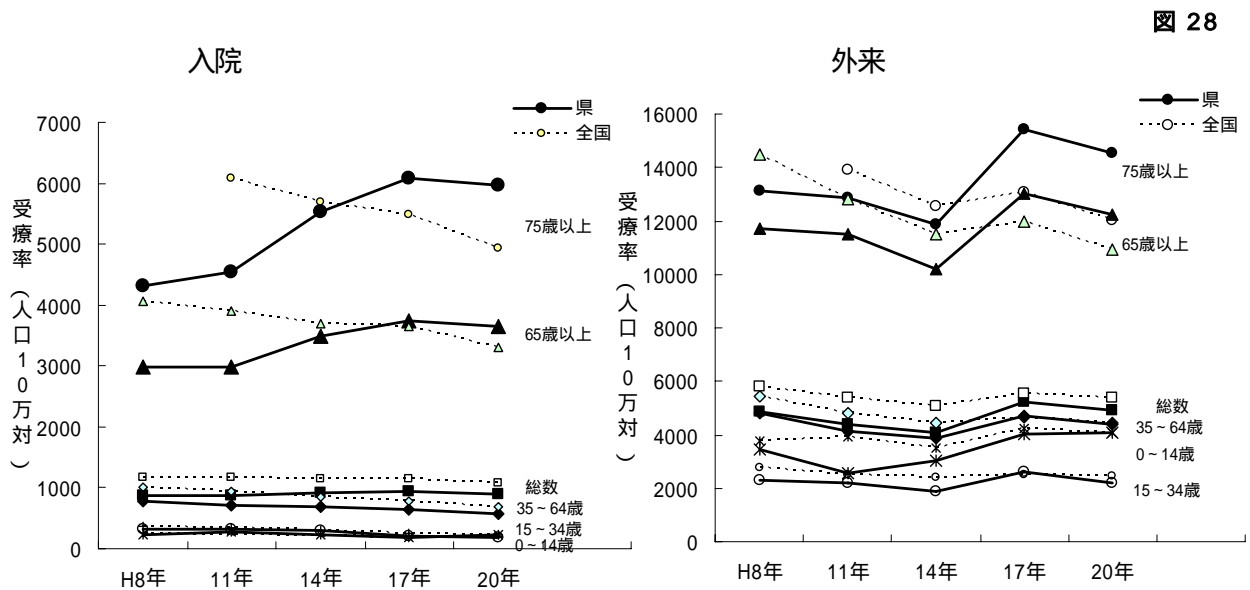 図 28
入院
県
全国
受療率（人口10万対）
7000
6000
5000
4000
3000
2000
1000
0
75歳以上
65歳以上
総数
35～64歳
15～34歳
0～14歳
H8年 11年 14年 17年 20年
外来
県
全国
受療率（人口10万対）
16000
14000
12000
10000
8000
6000
4000
2000
0
75歳以上
65歳以上
総数
35～64歳
0～14歳
15～34歳
H8年 11年 14年 17年 20年